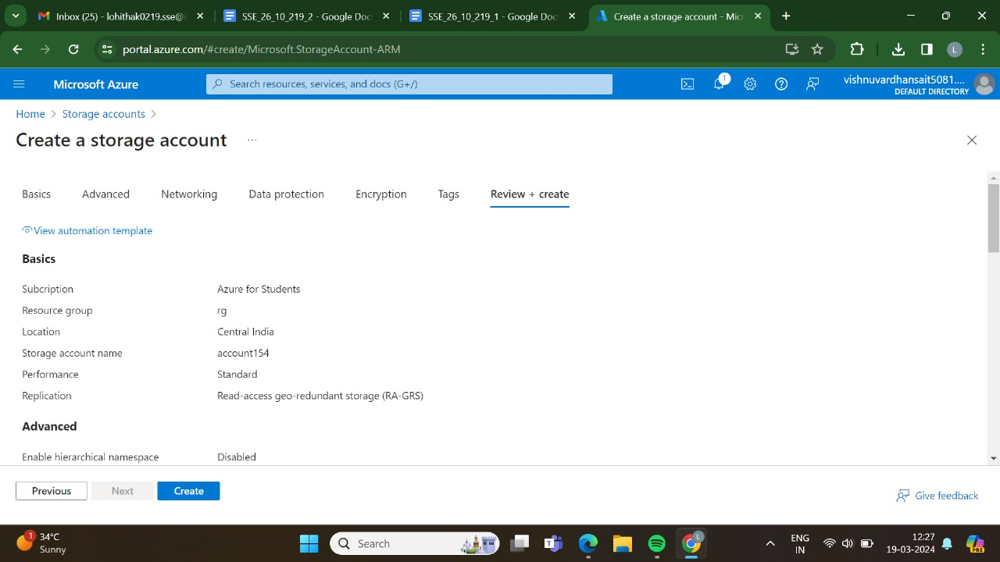 Inbox (25) - lohithak0219.sse@s
SSE_26_10_219_2 - Google Doc
SSE_26_10_219_1 - Google Doc
Create a storage account - Mic
portal.azure.com/#create/Microsoft.StorageAccount-ARM
L
Microsoft Azure
Search resources, services, and docs (G+/)
1
vishnuvardhansait5081....
DEFAULT DIRECTORY
Home > Storage accounts >
Create a storage account ...
Basics Advanced Networking Data protection Encryption Tags Review + create
View automation template
Basics
Subcription Azure for Students
Resource group rg
Location Central India
Storage account name account154
Performance Standard
Replication Read-access geo-redundant storage (RA-GRS)
Advanced
Enable hierarchical namespace Disabled
Previous Next Create
Give feedback
1
34°C
Sunny
Search
L
ENG
IN
12:27
19-03-2024
PRE